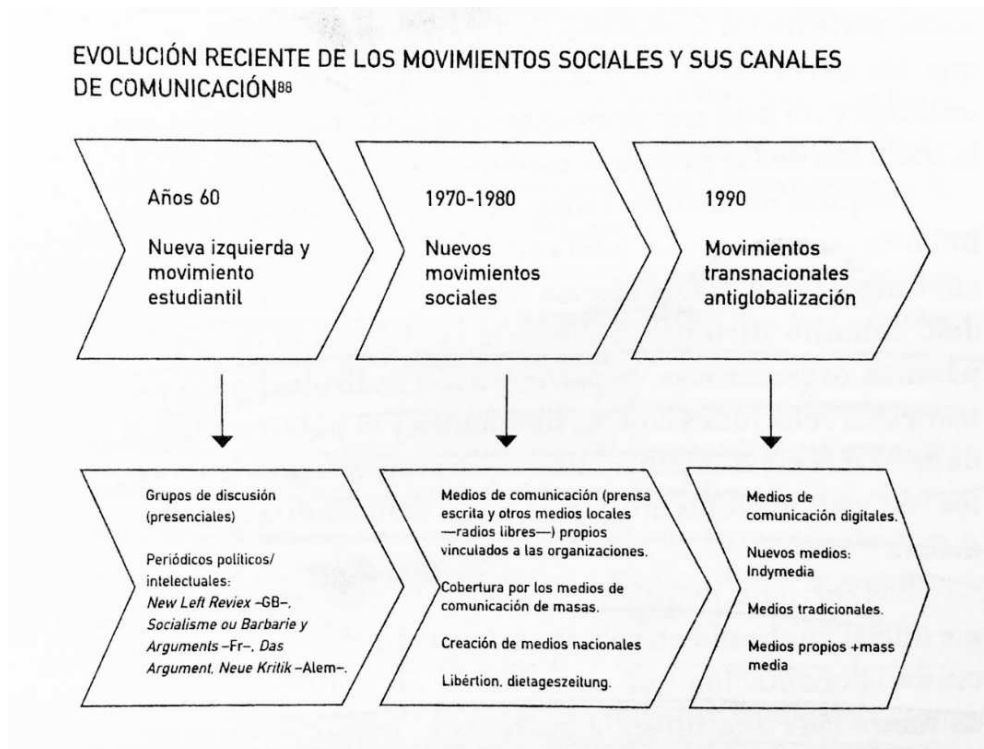 EVOLUCIÓN RECIENTE DE LOS MOVIMIENTOS SOCIALES Y SUS CANALES
DE COMUNICACIÓN88
Años 60
Nueva izquierda y
movimiento
estudiantil
1970-1980
Nuevos
movimientos
sociales
1990
Movimientos
transnacionales
antiglobalización
Grupos de discusión
(presenciales)
Periódicos políticos/
intelectuales:
New Left Reviex –GB–,
Socialisme ou Barbarie y
Arguments –Fr–, Das
Argument, Neue Kritik –Alem–.
Medios de comunicación (prensa
escrita y otros medios locales
—radios libres—) propios
vinculados a las organizaciones.
Cobertura por los medios de
comunicación de masas.
Creación de medios nacionales
Libértion, dietageszeitung.
Medios de
comunicación digitales.
Nuevos medios:
Indymedia
Medios tradicionales.
Medios propios +mass
media